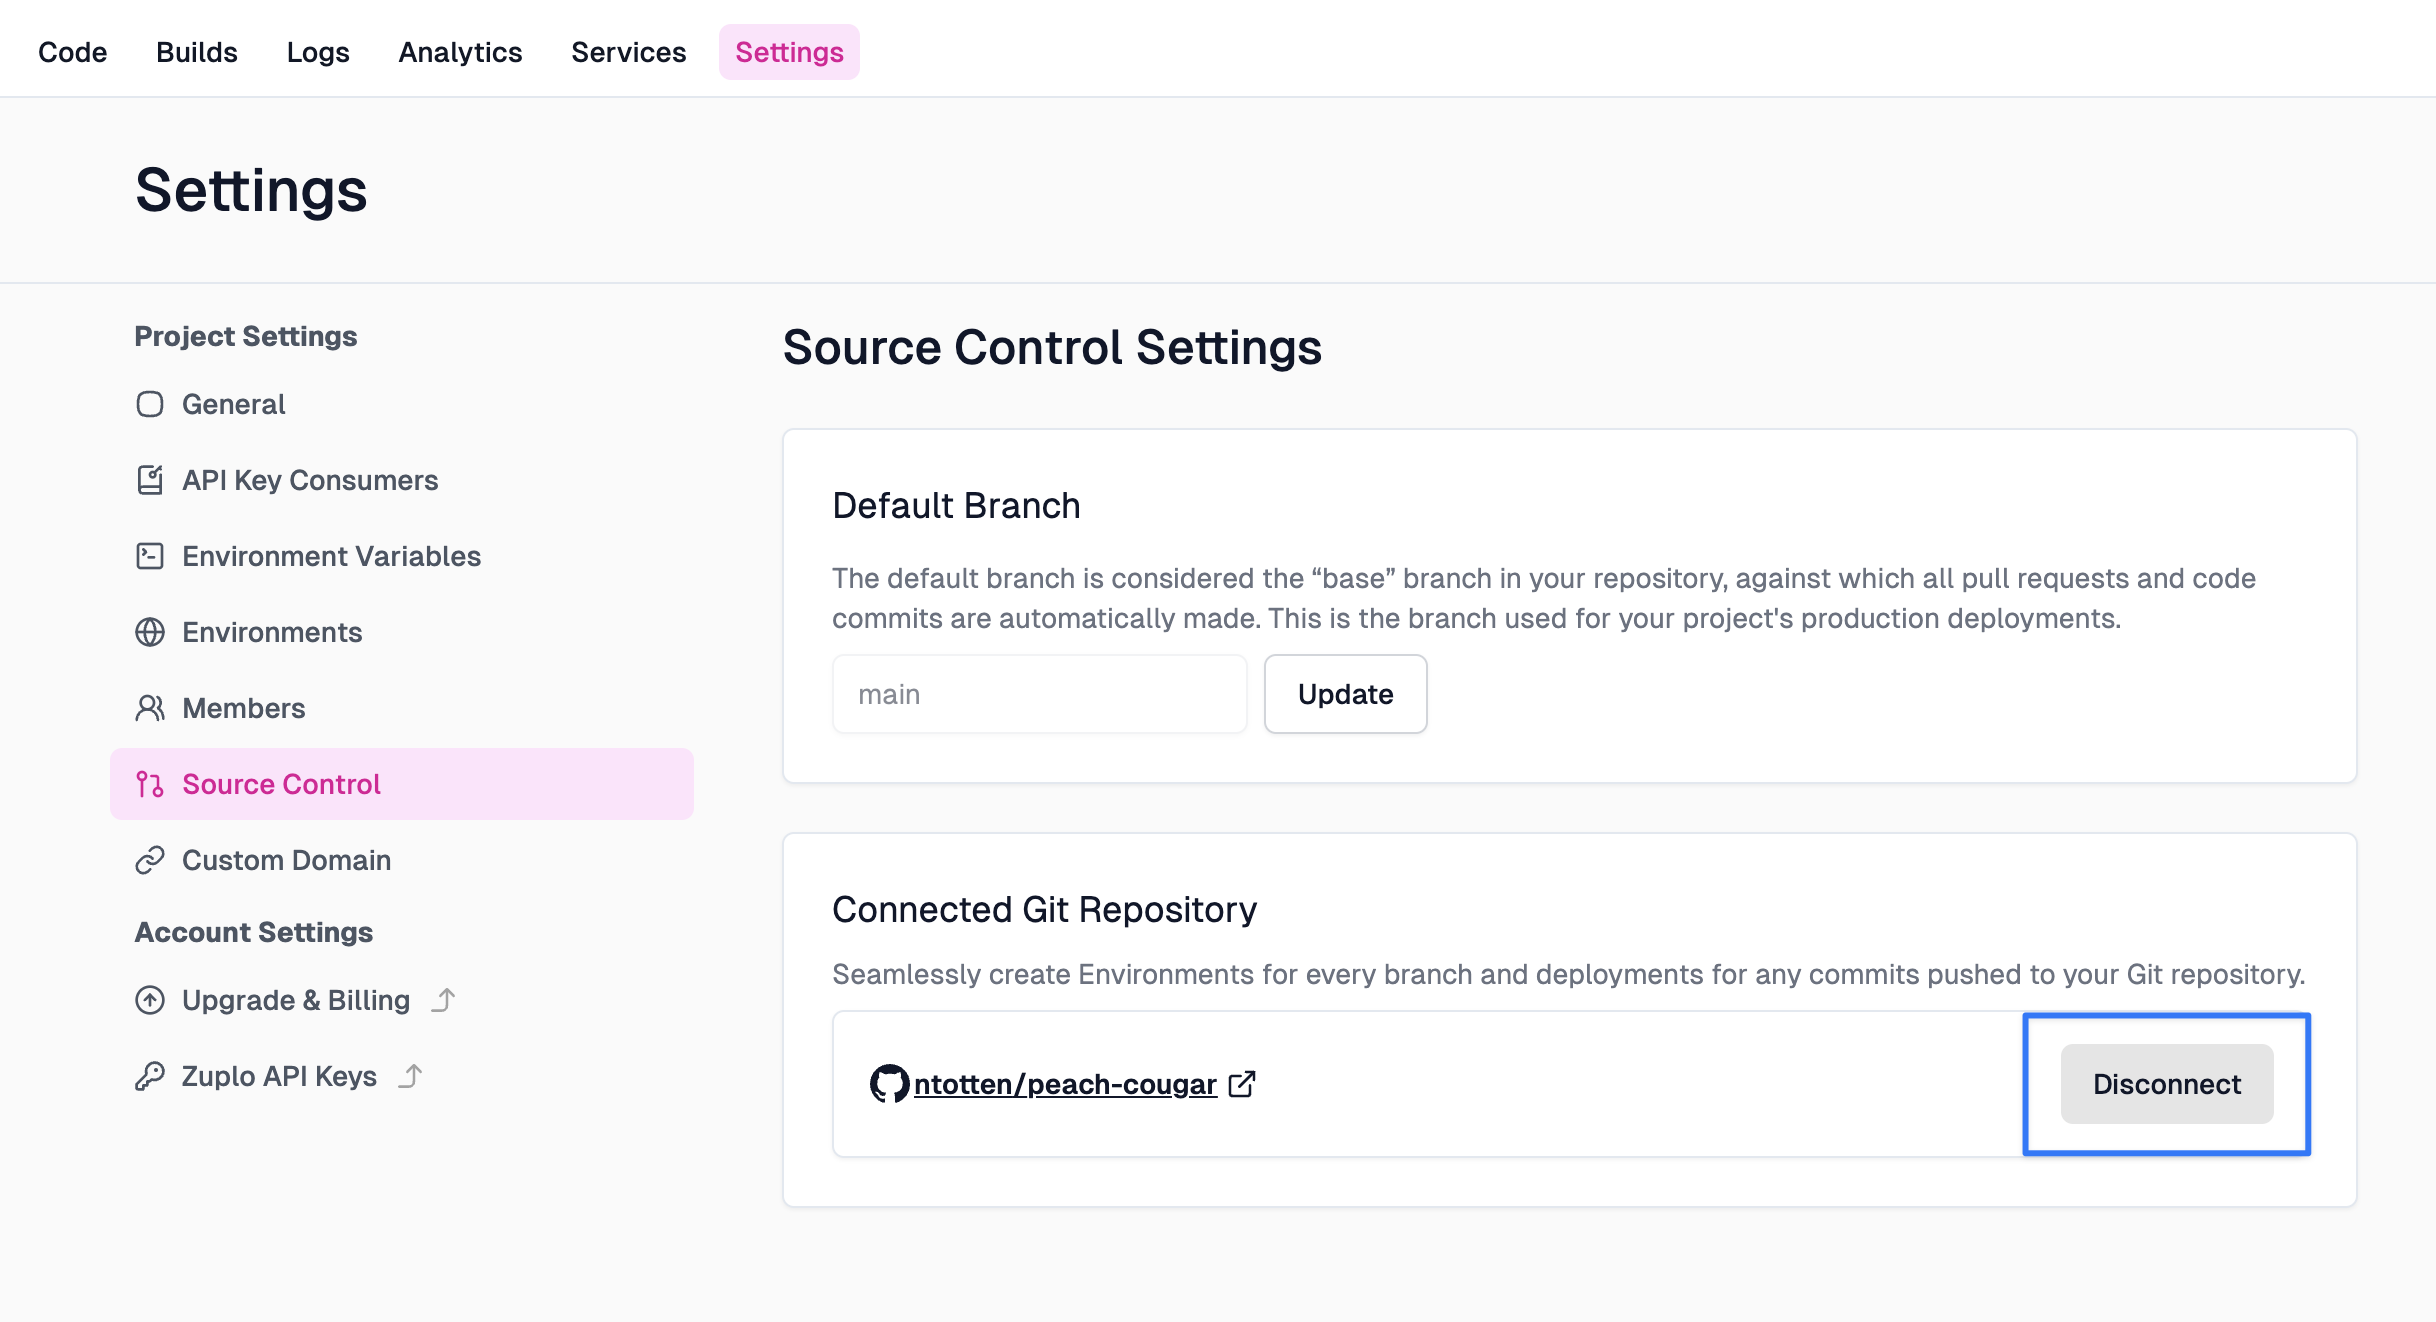 Code Builds Logs Analytics Services Settings
Settings
Project Settings
General
API Key Consumers
Environment Variables
Environments
Members
Source Control
Custom Domain
Account Settings
Upgrade & Billing
Zuplo API Keys
Source Control Settings
Default Branch
The default branch is considered the “base” branch in your repository, against which all pull requests and code
commits are automatically made. This is the branch used for your project's production deployments.
main Update
Connected Git Repository
Seamlessly create Environments for every branch and deployments for any commits pushed to your Git repository.
ntotten/peach-cougar Disconnect